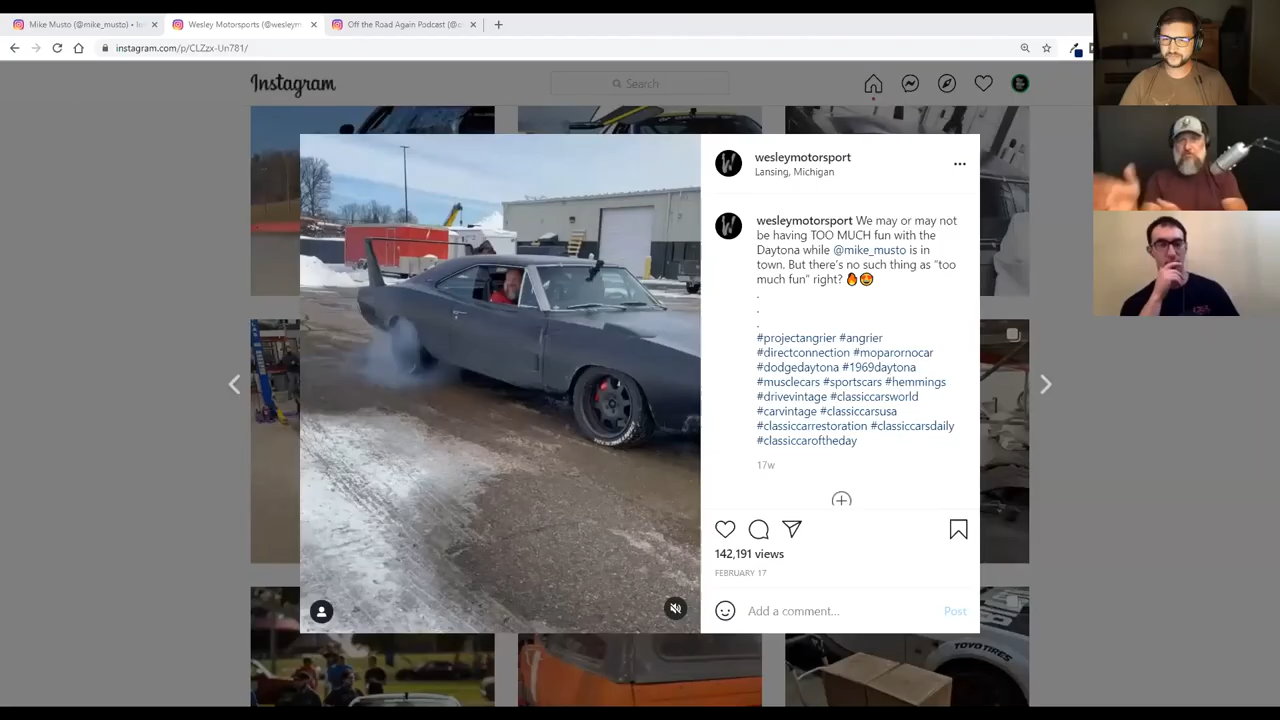 Mike Musto (@mike_musto) •
Wesley Motorsports (@wesleym
Off the Road Again Podcast (@
instagram.com/p/CLZzx-Un781/
Instagram
Search
wesleymotorsport
Lansing, Michigan
wesleymotorsport We may or may not
be having TOO MUCH fun with the
Daytona while @mike_musto is in
town. But there's no such thing as "too
much fun" right? 🔥😍
.
.
.
#projectangrier #angrier
#directconnection #moparornocar
#dodgedaytona #1969daytona
#musclecars #sportscars #hemmings
#drivevintage #classiccarsworld
#carvintage #classiccarsusa
#classiccarrestoration #classiccarsdaily
#classiccaroftheday
17w
142,191 views
FEBRUARY 17
Add a comment...
Post
TOYO TIRES